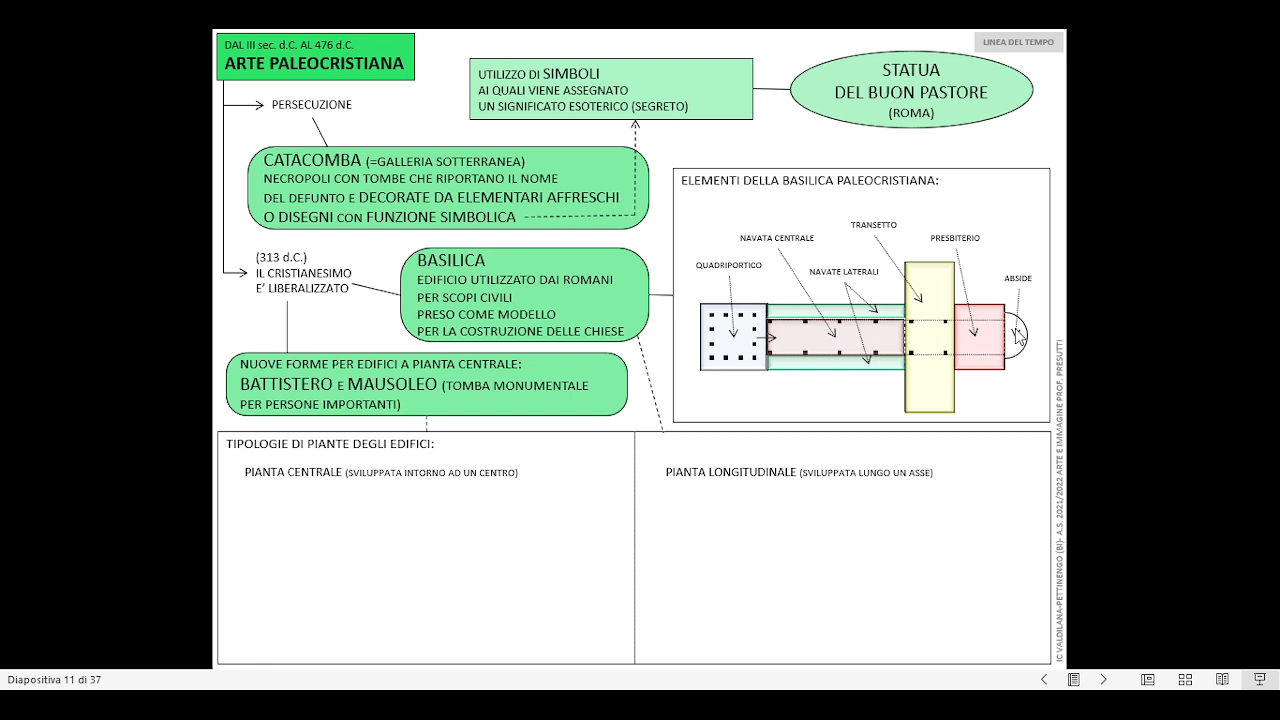 DAL III sec. d.C. AL 476 d.C.
ARTE PALEOCRISTIANA
LINEA DEL TEMPO
PERSECUZIONE
UTILIZZO DI SIMBOLI
AI QUALI VIENE ASSEGNATO
UN SIGNIFICATO ESOTERICO (SEGRETO)
STATUA
DEL BUON PASTORE
(ROMA)
CATACOMBA (=GALLERIA SOTTERRANEA)
NECROPOLI CON TOMBE CHE RIPORTANO IL NOME
DEL DEFUNTO E DECORATE DA ELEMENTARI AFFRESCHI
O DISEGNI CON FUNZIONE SIMBOLICA
(313 d.C.)
IL CRISTIANESIMO
E' LIBERALIZZATO
BASILICA
EDIFICIO UTILIZZATO DAI ROMANI
PER SCOPI CIVILI
PRESO COME MODELLO
PER LA COSTRUZIONE DELLE CHIESE
NUOVE FORME PER EDIFICI A PIANTA CENTRALE:
BATTISTERO E MAUSOLEO (TOMBA MONUMENTALE
PER PERSONE IMPORTANTI)
ELEMENTI DELLA BASILICA PALEOCRISTIANA:
TRANSETTO
NAVATA CENTRALE
PRESBITERIO
QUADRIPORTICO
NAVATE LATERALI
ABSIDE
TIPOLOGIE DI PIANTE DEGLI EDIFICI:
PIANTA CENTRALE (SVILUPPATA INTORNO AD UN CENTRO)
PIANTA LONGITUDINALE (SVILUPPATA LUNGO UN ASSE)
IC VALDILANA-PETTINENGO (BI)- A.S. 2021/2022 ARTE E IMMAGINE PROF. PRESUTTI
Diapositiva 11 di 37